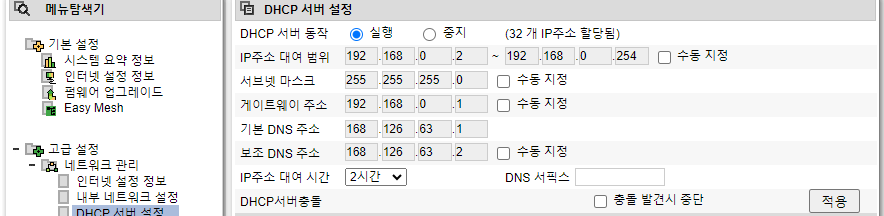 메뉴탐색기
기본 설정
시스템 요약 정보
인터넷 설정 정보
펌웨어 업그레이드
Easy Mesh
고급 설정
네트워크 관리
인터넷 설정 정보
내부 네트워크 설정
DHCP 서버 설정
DHCP 서버 설정
DHCP 서버 동작 실행 중지 (32 개 IP주소 할당됨)
IP주소 대여 범위 192 .168 .0 .2 ~ 192 .168 .0 .254 수동 지정
서브넷 마스크 255 .255 .255 .0 수동 지정
게이트웨이 주소 192 .168 .0 .1 수동 지정
기본 DNS 주소 168 .126 .63 .1
보조 DNS 주소 168 .126 .63 .2 수동 지정
IP주소 대여 시간 2시간 DNS 서픽스
DHCP서버충돌 충돌 발견시 중단 적용